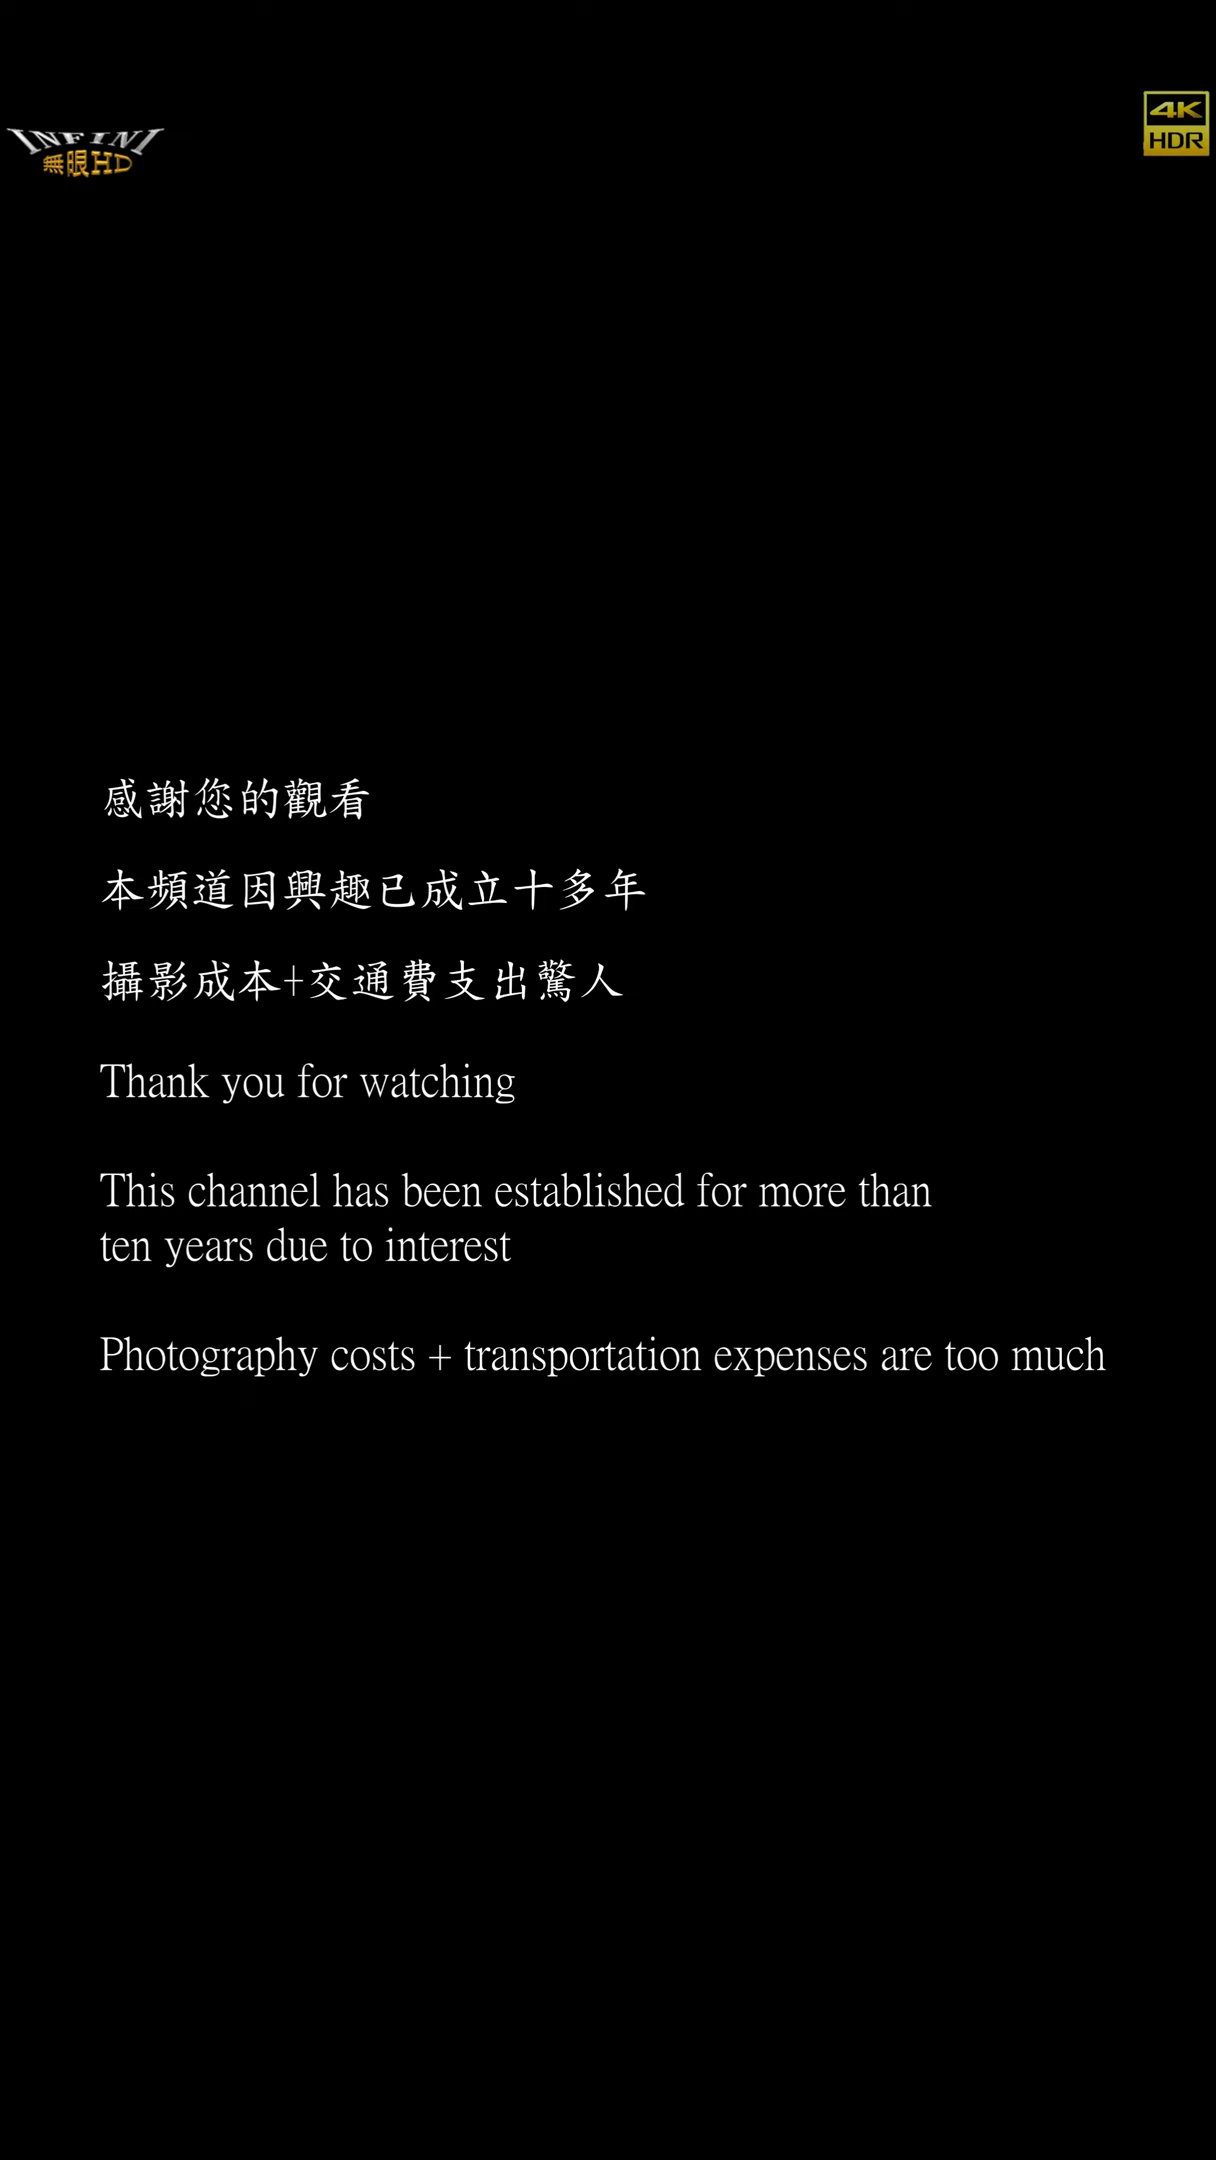 INFINI
無限HD
4K
HDR
感謝您的觀看
本頻道因興趣已成立十多年
攝影成本+交通費支出驚人
Thank you for watching
This channel has been established for more than
ten years due to interest
Photography costs + transportation expenses are too much